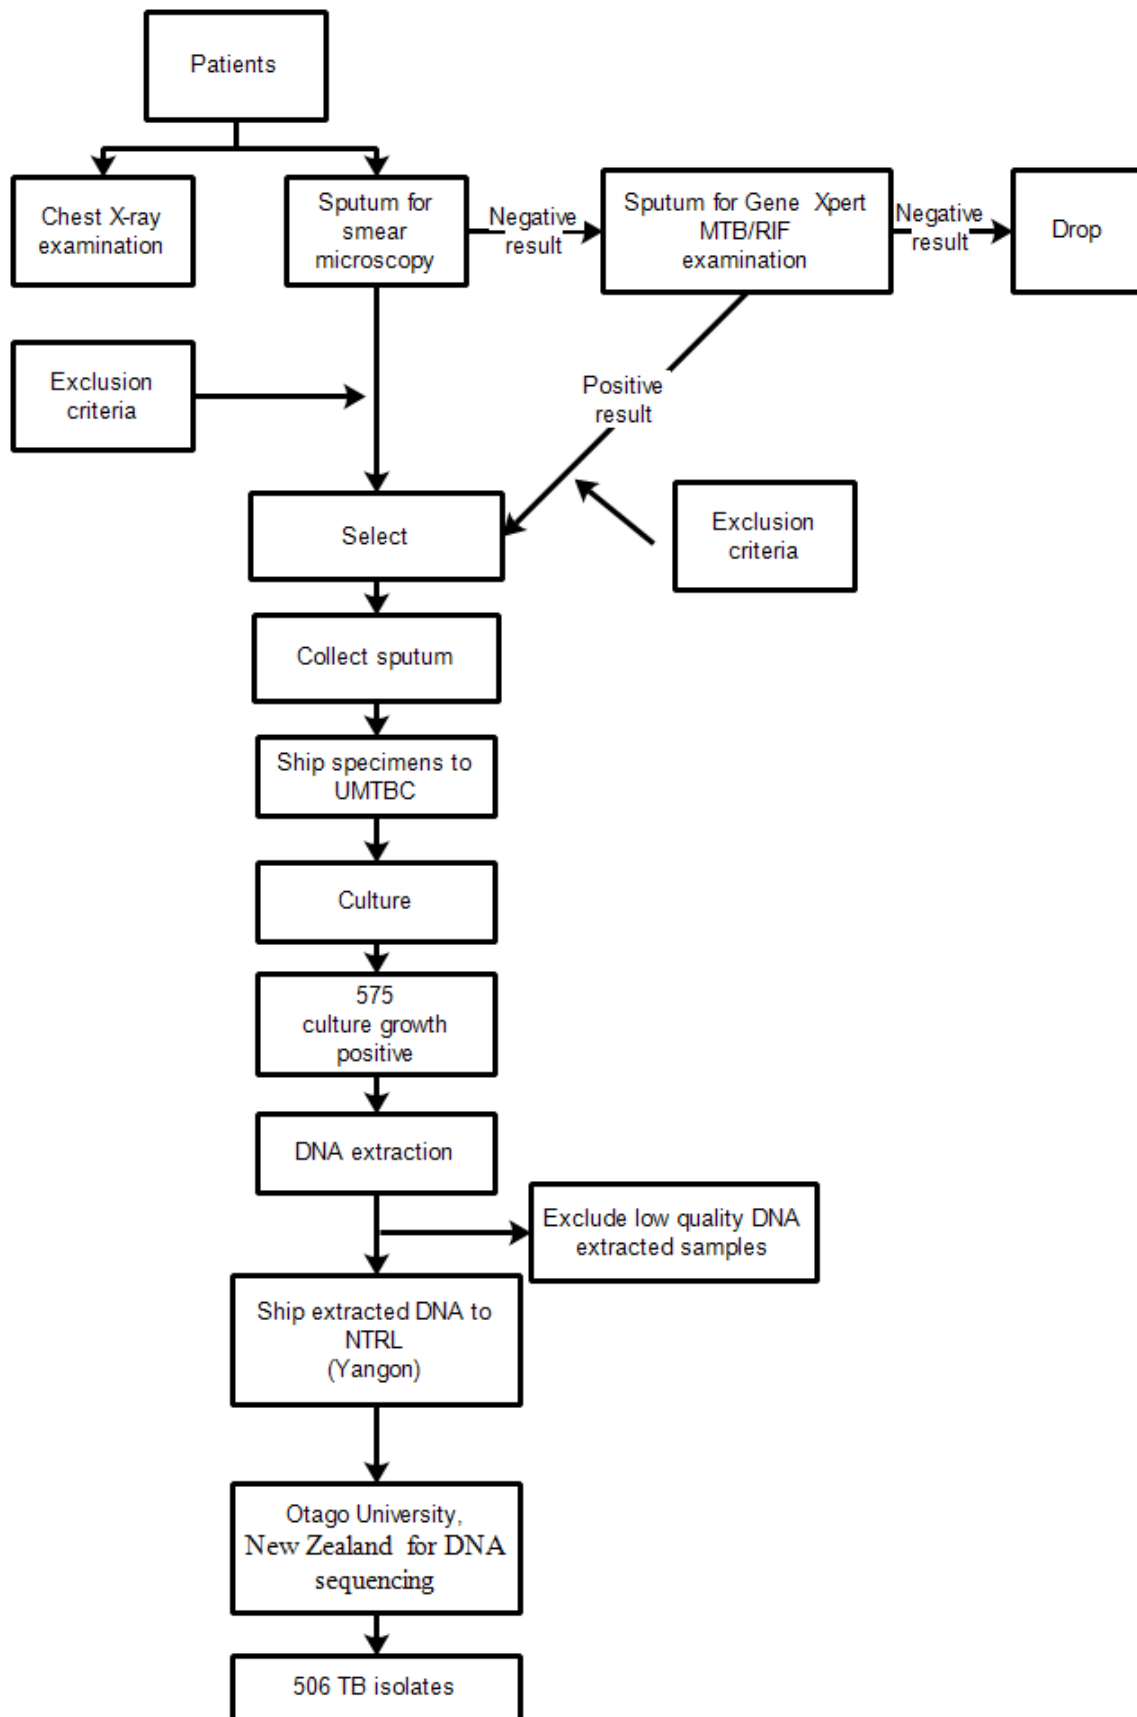 Patients
Chest X-ray
examination
Sputum for
smear
microscopy
Negative
result
Sputum for Gene Xpert
MTB/RIF
examination
Negative
result
Drop
Exclusion
criteria
Positive
result
Select
Exclusion
criteria
Collect sputum
Ship specimens to
UMTBC
Culture
575
culture growth
positive
DNA extraction
Exclude low quality DNA
extracted samples
Ship extracted DNA to
NTRL
(Yangon)
Otago University,
New Zealand for DNA
sequencing
506 TB isolates